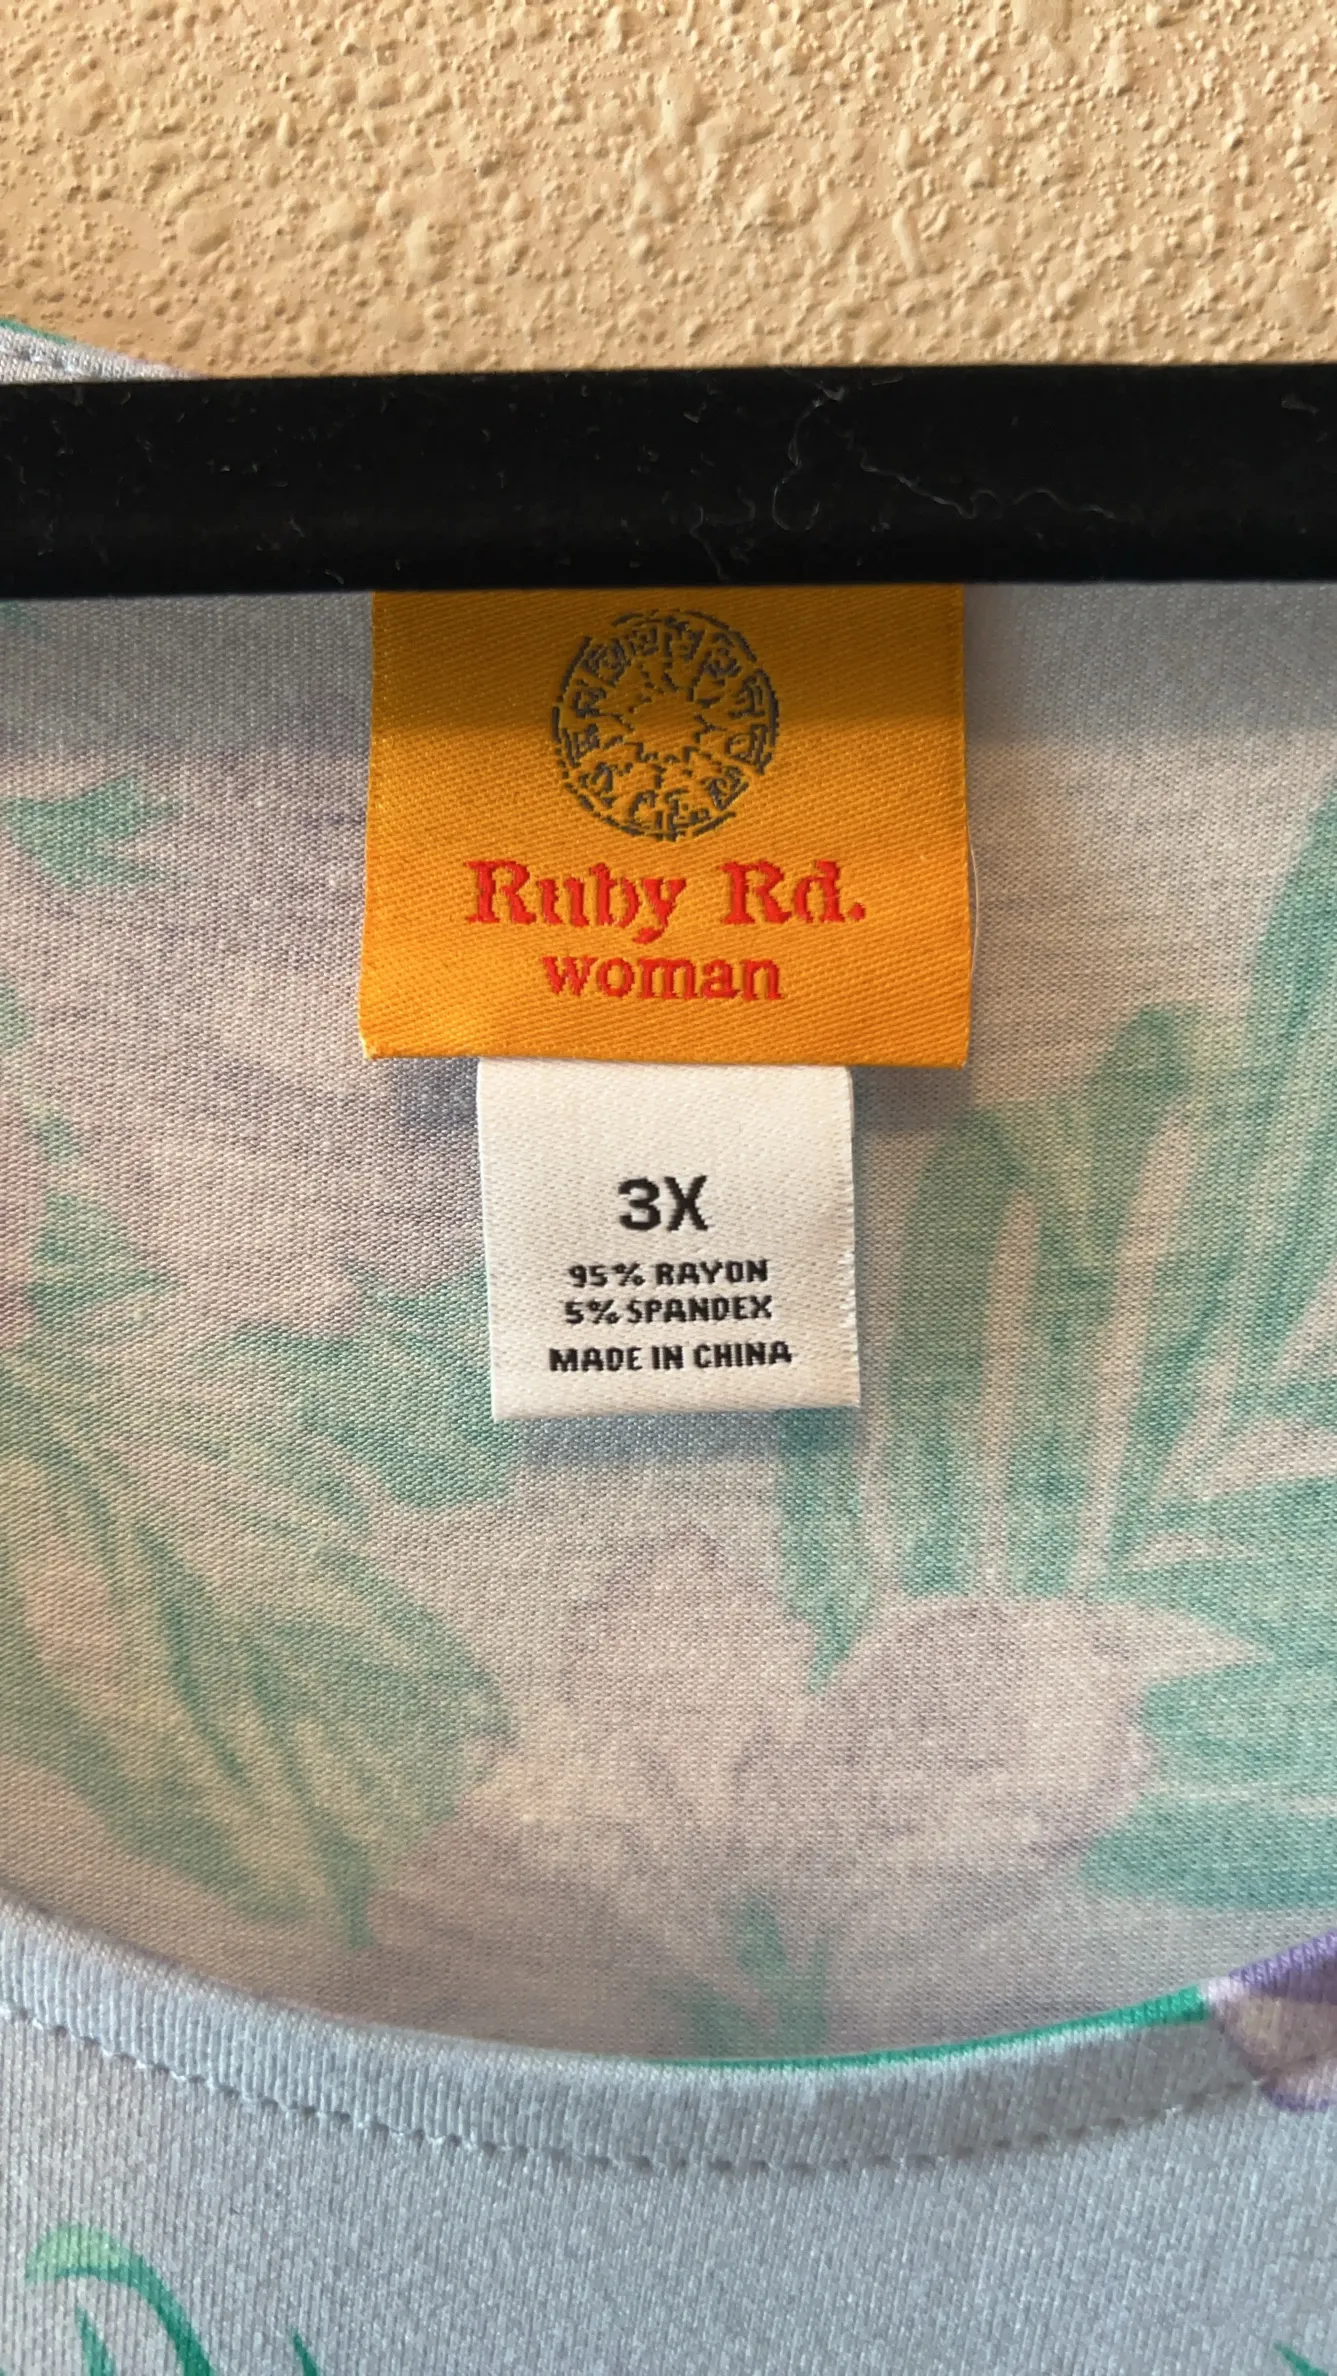 Ruby Rd.
woman
3X
95% RAYON
5% SPANDEX
MADE IN CHINA